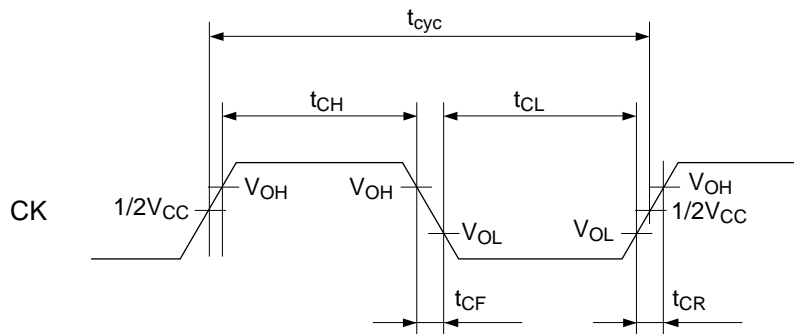 tcyc
tCH
tCL
VOH
VOH
VOH
CK
1/2VCC
1/2VCC
VOL
VOL
tCF
tCR